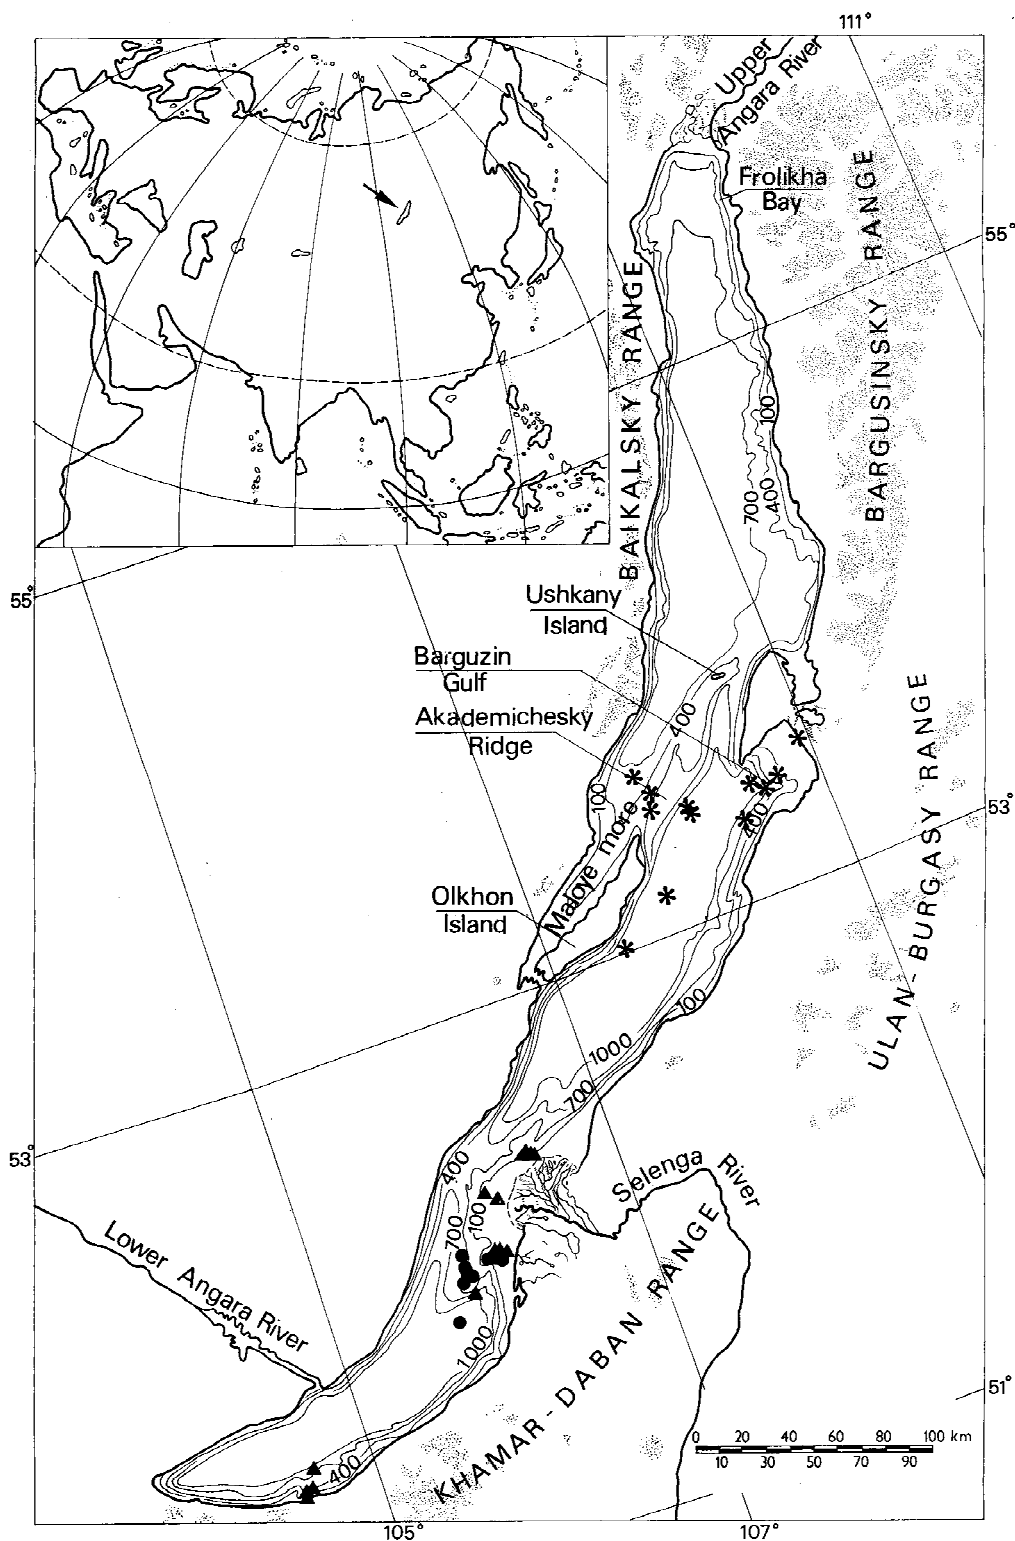 111°
Upper
Angara River
Frolikha
Bay
55°
BAIKALSKY RANGE
BARGUSINSKY RANGE
100
400
700
55°
Ushkany
Island
Barguzin
Gulf
Akademichesky
Ridge
400
100
Maloye more
400
53°
ULAN-BURGASY RANGE
Olkhon
Island
100
1000
700
53°
400
Selenga River
100
700
Lower Angara River
1000
KHAMAR-DABAN RANGE
51°
400
0 20 40 60 80 100 km
10 30 50 70 90
105°
107°